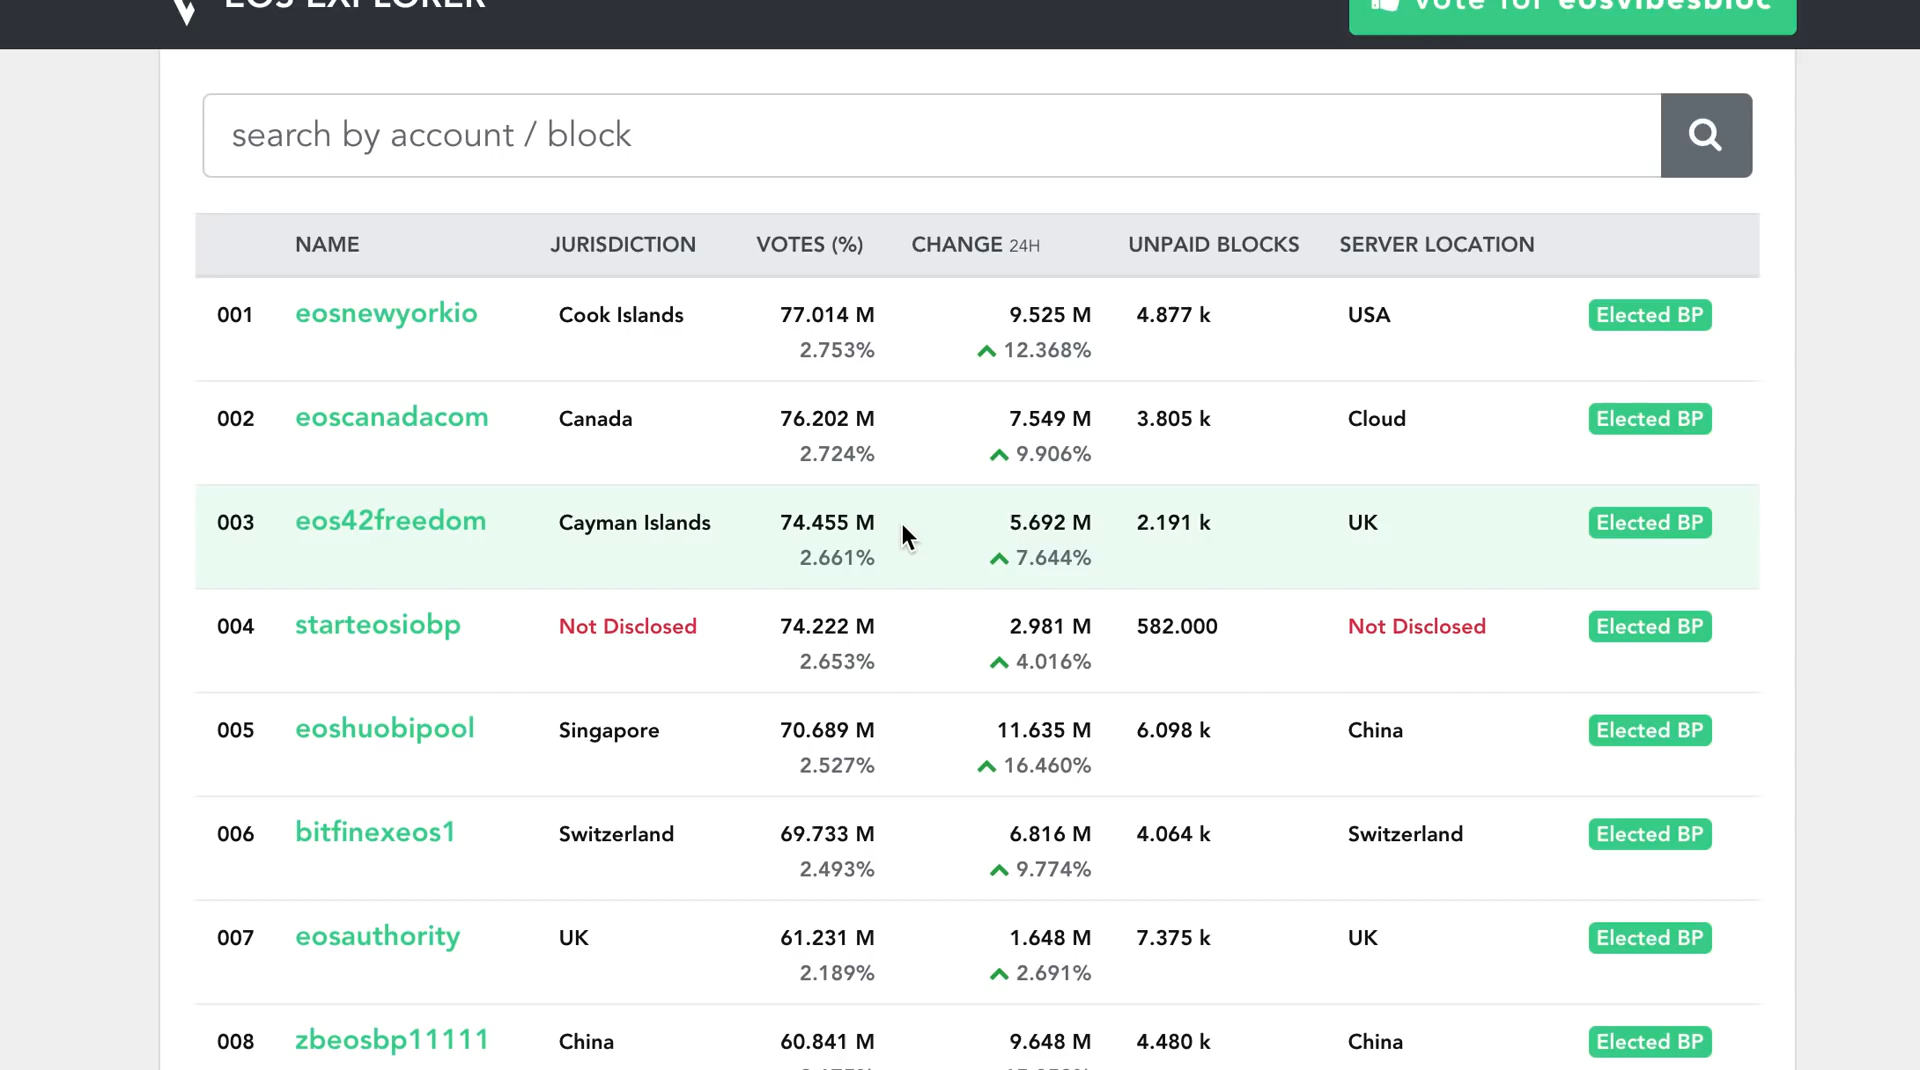 EOS EXPLORER
Vote for eosvibesbloc
search by account / block
NAME JURISDICTION VOTES (%) CHANGE 24H UNPAID BLOCKS SERVER LOCATION
001 eosnewyorkio Cook Islands 77.014 M 9.525 M 4.877 k USA Elected BP
2.753% 12.368%
002 eoscanadacom Canada 76.202 M 7.549 M 3.805 k Cloud Elected BP
2.724% 9.906%
003 eos42freedom Cayman Islands 74.455 M 5.692 M 2.191 k UK Elected BP
2.661% 7.644%
004 starteosiobp Not Disclosed 74.222 M 2.981 M 582.000 Not Disclosed Elected BP
2.653% 4.016%
005 eoshuobipool Singapore 70.689 M 11.635 M 6.098 k China Elected BP
2.527% 16.460%
006 bitfinexeos1 Switzerland 69.733 M 6.816 M 4.064 k Switzerland Elected BP
2.493% 9.774%
007 eosauthority UK 61.231 M 1.648 M 7.375 k UK Elected BP
2.189% 2.691%
008 zbeosbp11111 China 60.841 M 9.648 M 4.480 k China Elected BP